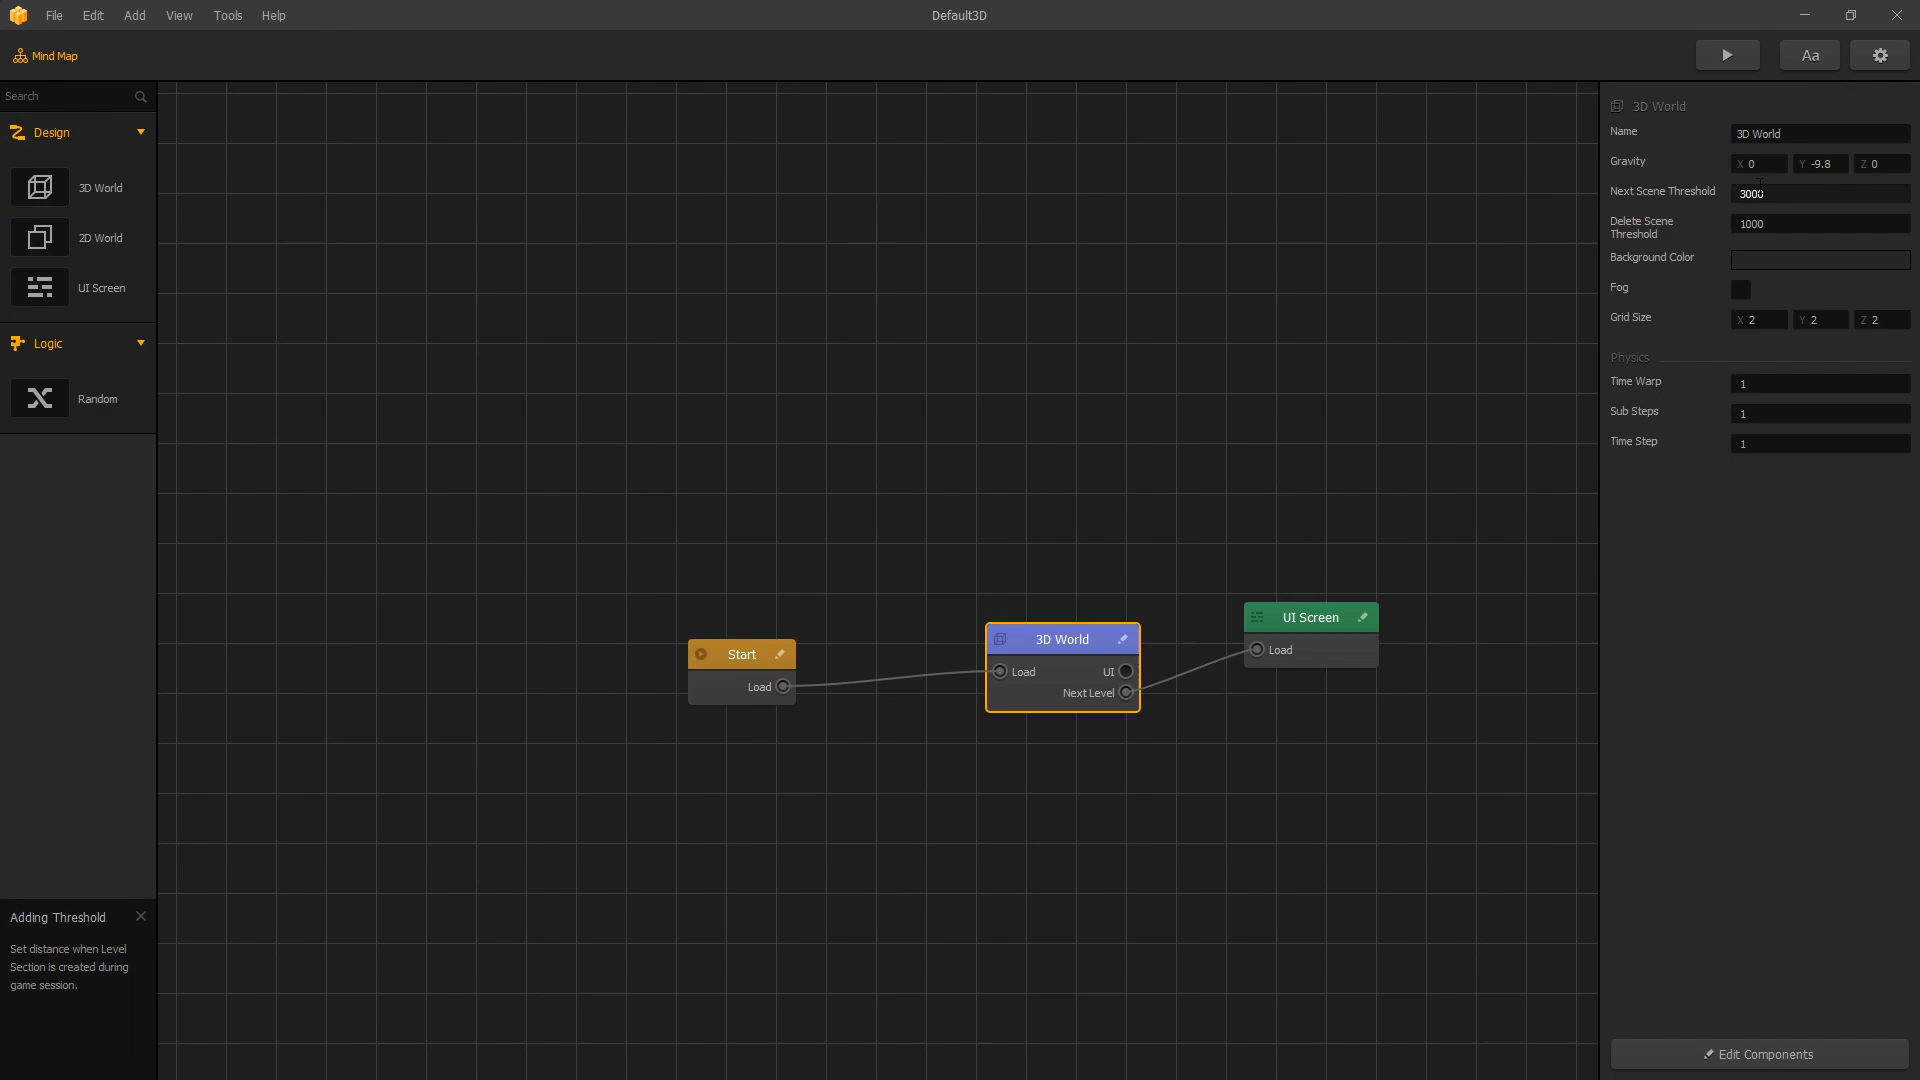 File Edit Add View Tools Help
Default3D
Mind Map
Aa
Search
Design
3D World
2D World
UI Screen
Logic
Random
Adding Threshold
Set distance when Level
Section is created during
game session.
Start
Load
3D World
Load UI
Next Level
UI Screen
Load
3D World
Name 3D World
Gravity X 0 Y -9.8 Z 0
Next Scene Threshold 3000
Delete Scene
Threshold 1000
Background Color
Fog
Grid Size X 2 Y 2 Z 2
Physics
Time Warp 1
Sub Steps 1
Time Step 1
Edit Components